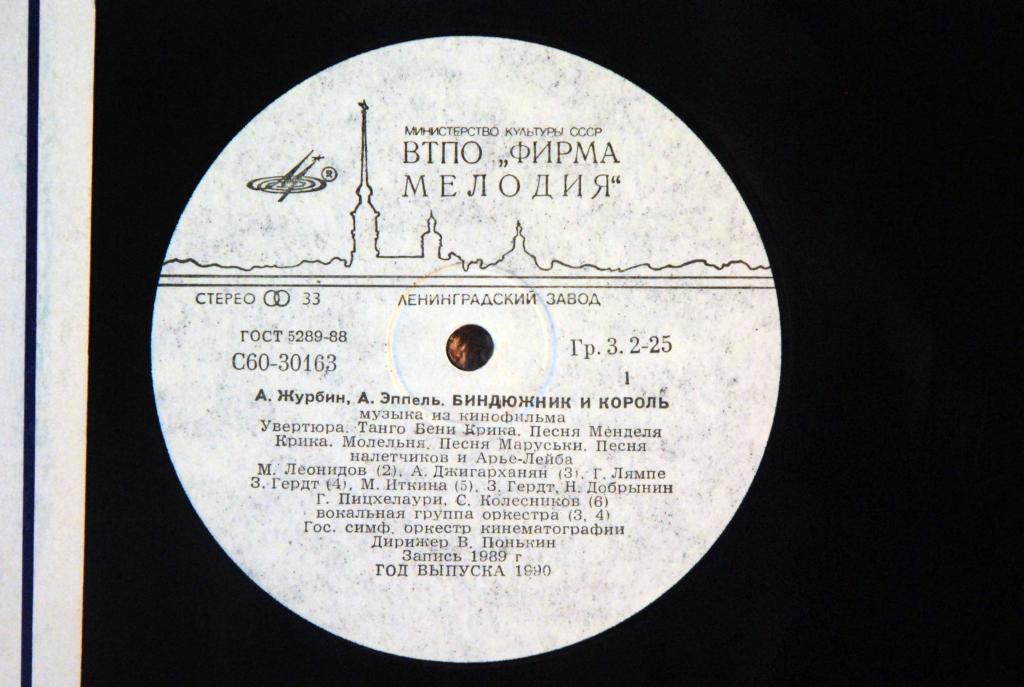 МИНИСТЕРСТВО КУЛЬТУРЫ СССР
ВТПО „ФИРМА
МЕЛОДИЯ“
®
СТЕРЕО 33 ЛЕНИНГРАДСКИЙ ЗАВОД
ГОСТ 5289-88
С60-30163
Гр. 3. 2-25
1
А. Журбин, А. Эппель. БИНДЮЖНИК И КОРОЛЬ
музыка из кинофильма
Увертюра. Танго Бени Крика. Песня Менделя
Крика. Молельня. Песня Маруськи. Песня
налетчиков и Арье-Лейба
М. Леонидов (2), А. Джигарханян (3), Г. Лямпе
З. Гердт (4), М. Иткина (5), З. Гердт, Н. Добрынин
Г. Пицхелаури, С. Колесников (6)
вокальная группа оркестра (3, 4)
Гос. симф. оркестр кинематографии
Дирижер В. Понькин
Запись 1989 г
ГОД ВЫПУСКА 1990